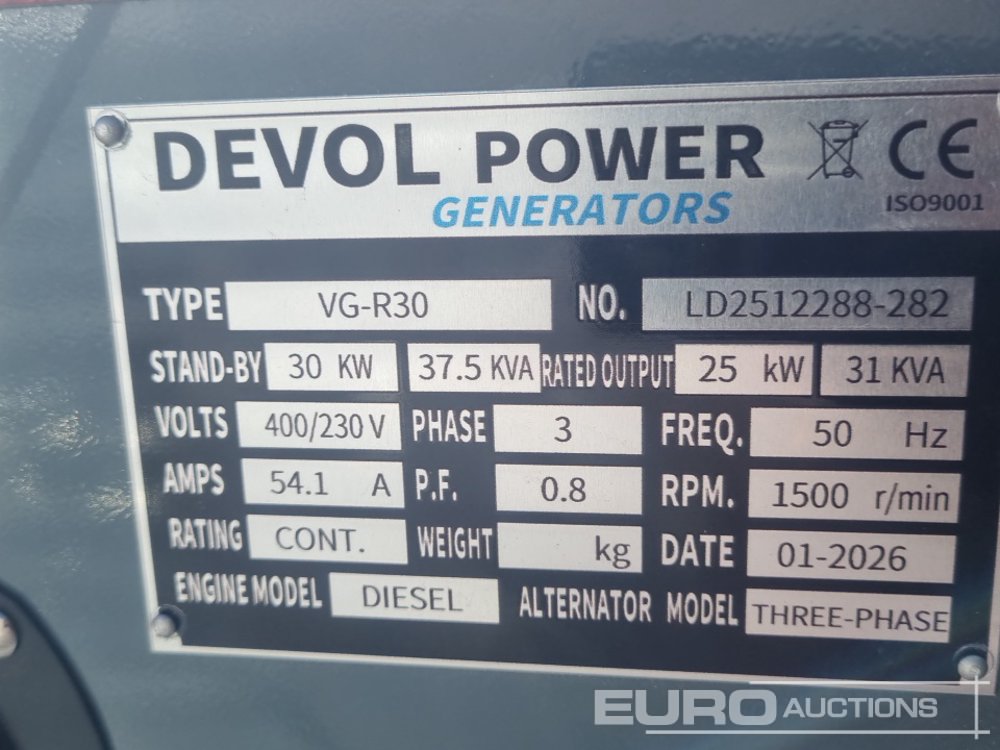 DEVOL POWER
GENERATORS
CE
ISO9001
TYPE VG-R30 NO. LD2512288-282
STAND-BY 30 KW 37.5 KVA RATED OUTPUT 25 kW 31 KVA
VOLTS 400/230 V PHASE 3 FREQ. 50 Hz
AMPS 54.1 A P.F. 0.8 RPM. 1500 r/min
RATING CONT. WEIGHT kg DATE 01-2026
ENGINE MODEL DIESEL ALTERNATOR MODEL THREE-PHASE
EURO AUCTIONS